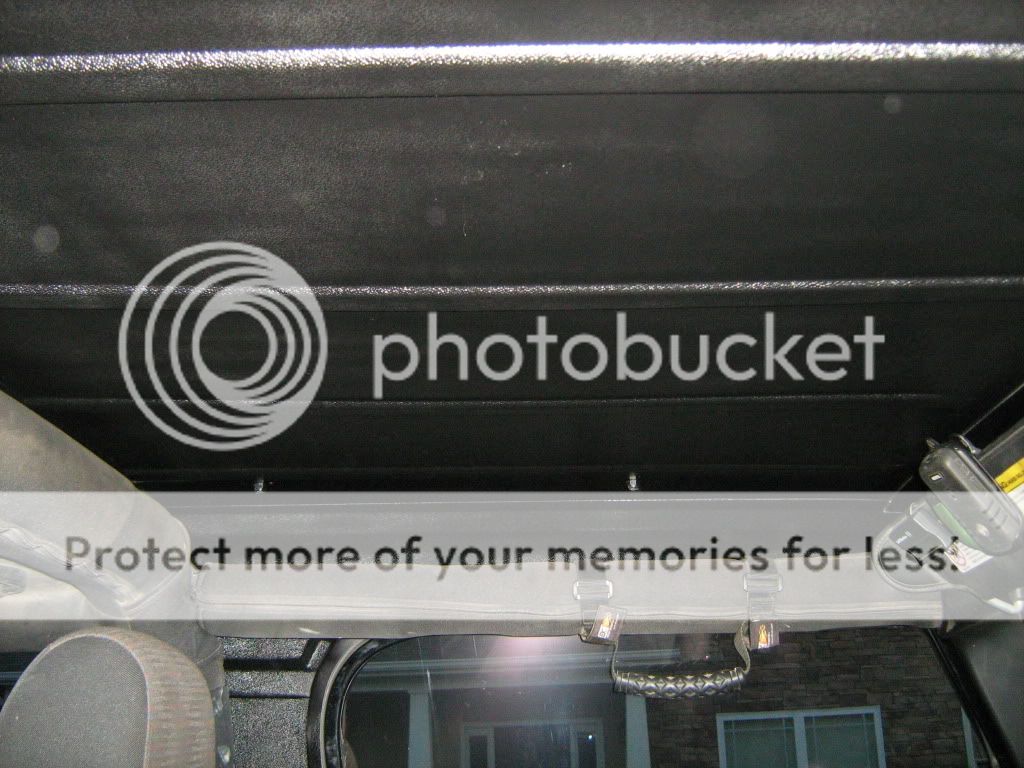 photobucket
Protect more of your memories for less!